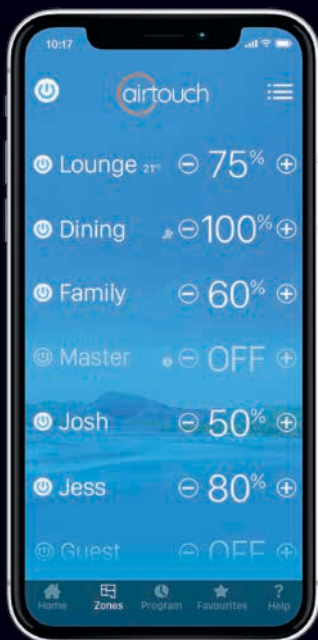 10:17
airtouch
Lounge 21° 75%
Dining 100%
Family 60%
Master OFF
Josh 50%
Jess 80%
Guest OFF
Home Zones Program Favourites Help